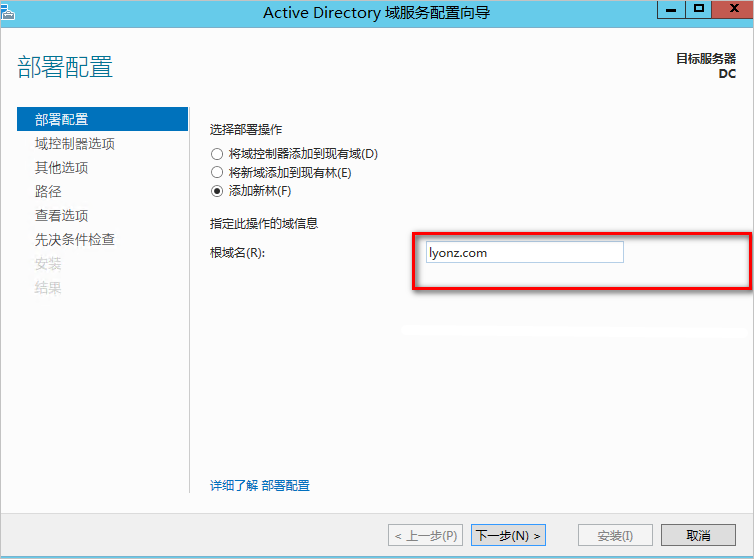 Active Directory 域服务配置向导
部署配置
目标服务器
DC
部署配置
域控制器选项
其他选项
路径
查看选项
先决条件检查
安装
结果
选择部署操作
将域控制器添加到现有域(D)
将新域添加到现有林(E)
添加新林(F)
指定此操作的域信息
根域名(R):
lyonz.com
详细了解 部署配置
< 上一步(P)
下一步(N) >
安装(I)
取消